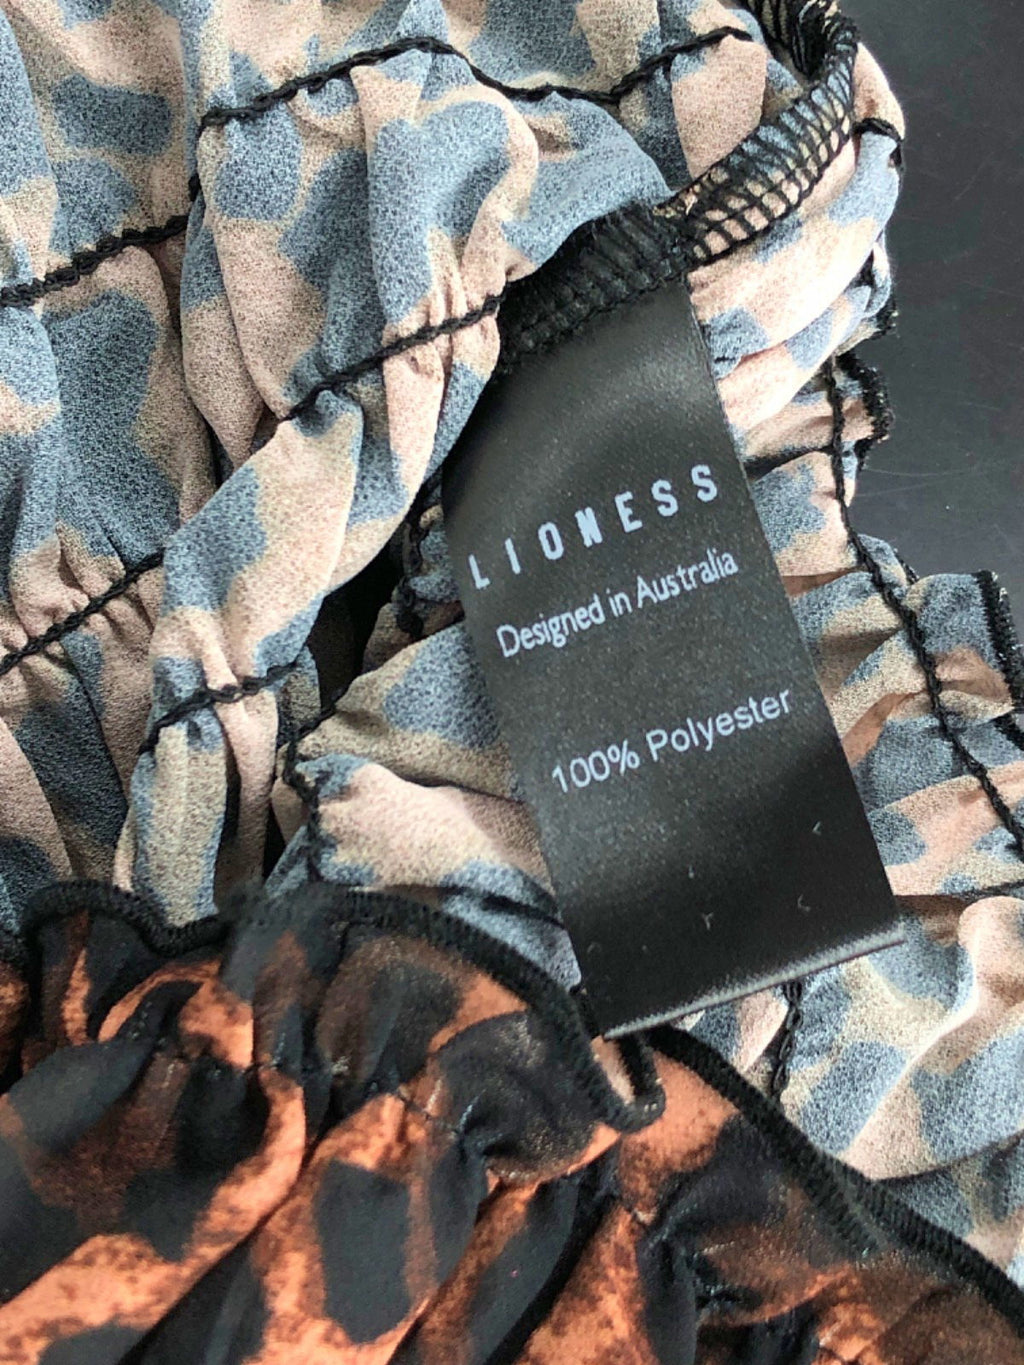 LIONESS
Designed in Australia
100% Polyester